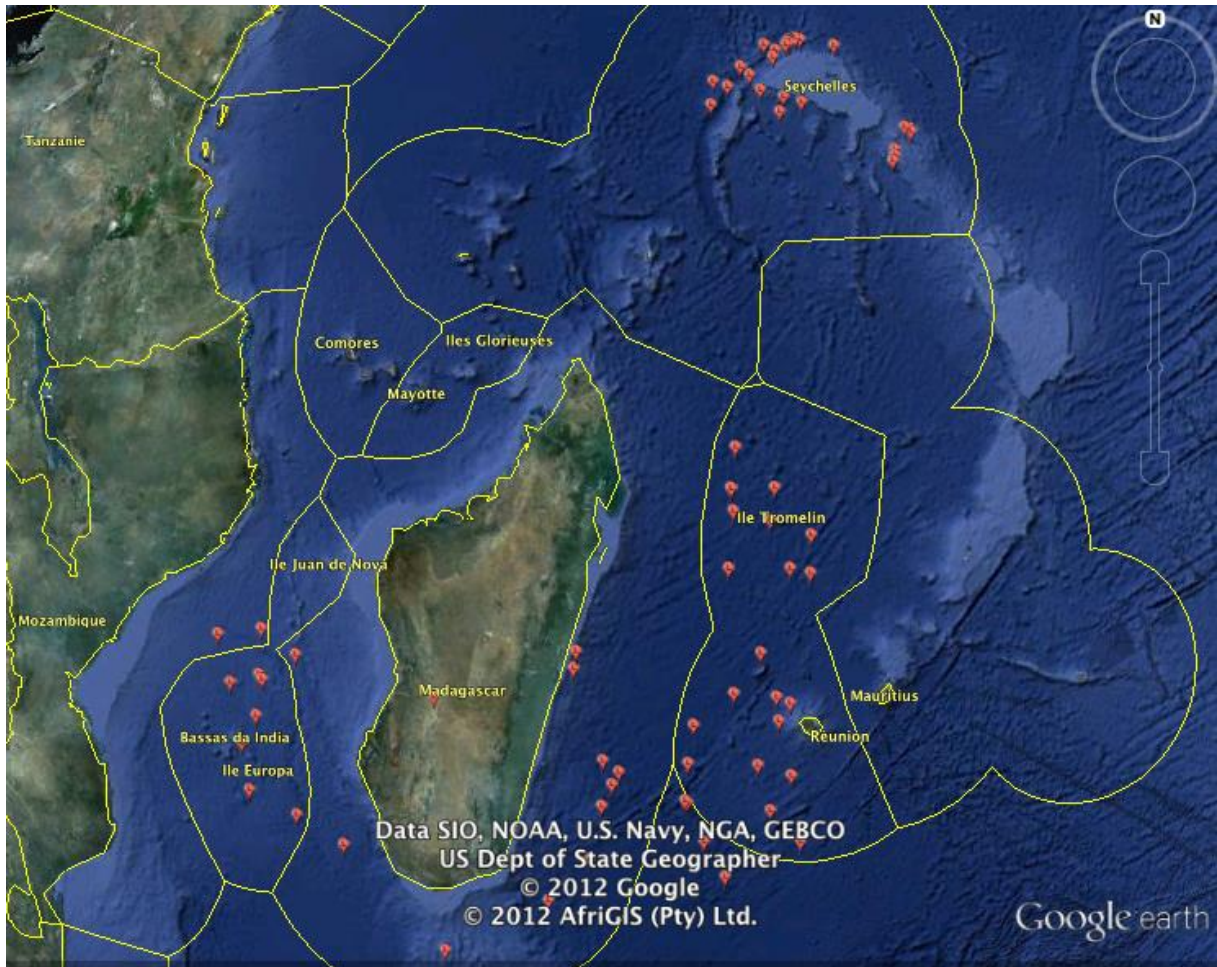 N
Seychelles
Tanzanie
Comores
Iles Glorieuses
Mayotte
Ile Tromelin
Ile Juan de Nova
Mozambique
Madagascar
Mauritius
Bassas da India
Réunion
Ile Europa
Data SIO, NOAA, U.S. Navy, NGA, GEBCO
US Dept of State Geographer
© 2012 Google
© 2012 AfriGIS (Pty) Ltd.
Google earth